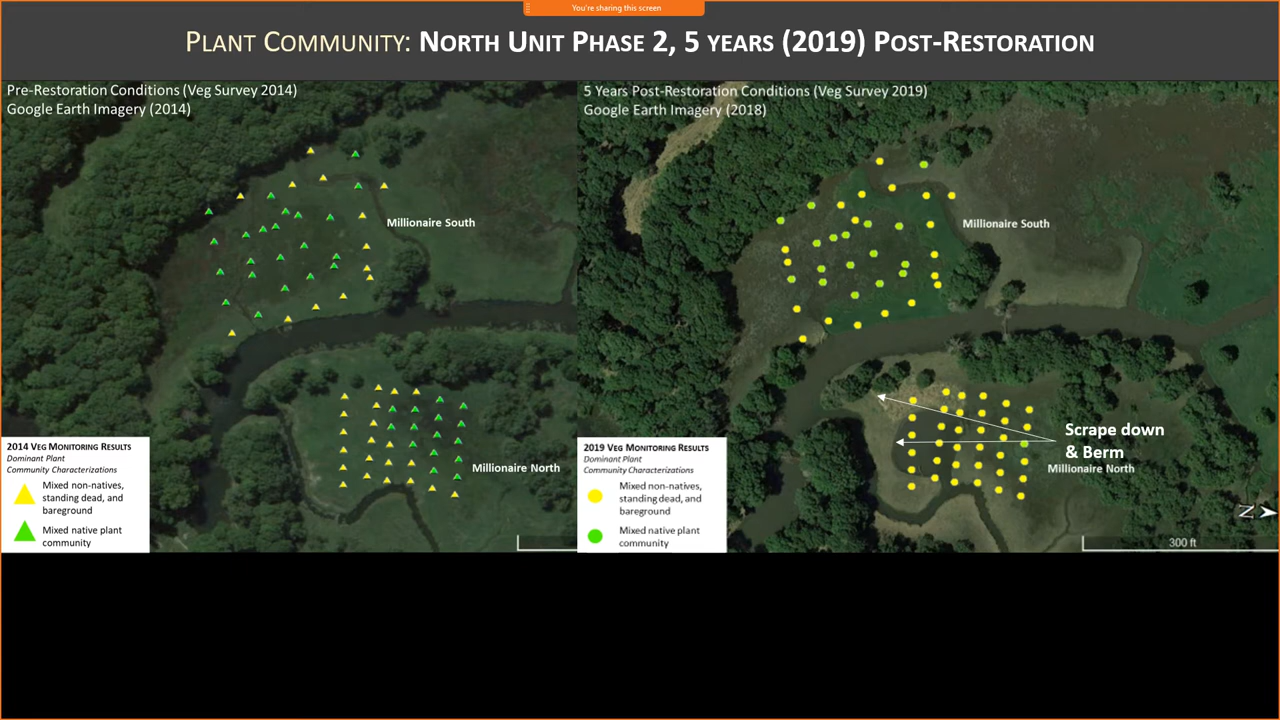 You're sharing this screen
PLANT COMMUNITY: NORTH UNIT PHASE 2, 5 YEARS (2019) POST-RESTORATION
Pre-Restoration Conditions (Veg Survey 2014)
Google Earth Imagery (2014)
Millionaire South
Millionaire North
2014 VEG MONITORING RESULTS
Dominant Plant
Community Characterizations
Mixed non-natives,
standing dead, and
bareground
Mixed native plant
community
5 Years Post-Restoration Conditions (Veg Survey 2019)
Google Earth Imagery (2018)
Millionaire South
Scrape down
& Berm
Millionaire North
2019 VEG MONITORING RESULTS
Dominant Plant
Community Characterizations
Mixed non-natives,
standing dead, and
bareground
Mixed native plant
community
N
300 ft